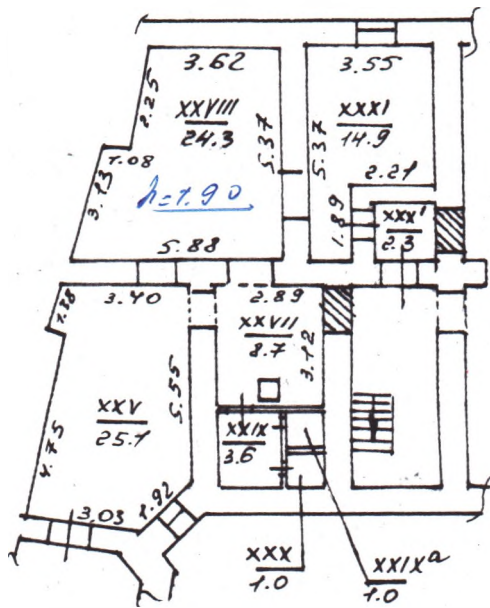 3.62
3.55
2.25
XXVIII
24.3
XXXI
14.9
5.37
5.37
1.08
2.21
3.13
h=1.90
1.89
XXX'
2.3
5.88
3.40
2.89
1.88
XXVII
8.7
3.12
5.55
XXV
25.1
XXIX
3.6
4.75
3.03
2.92
XXX
1.0
XXIXa
1.0